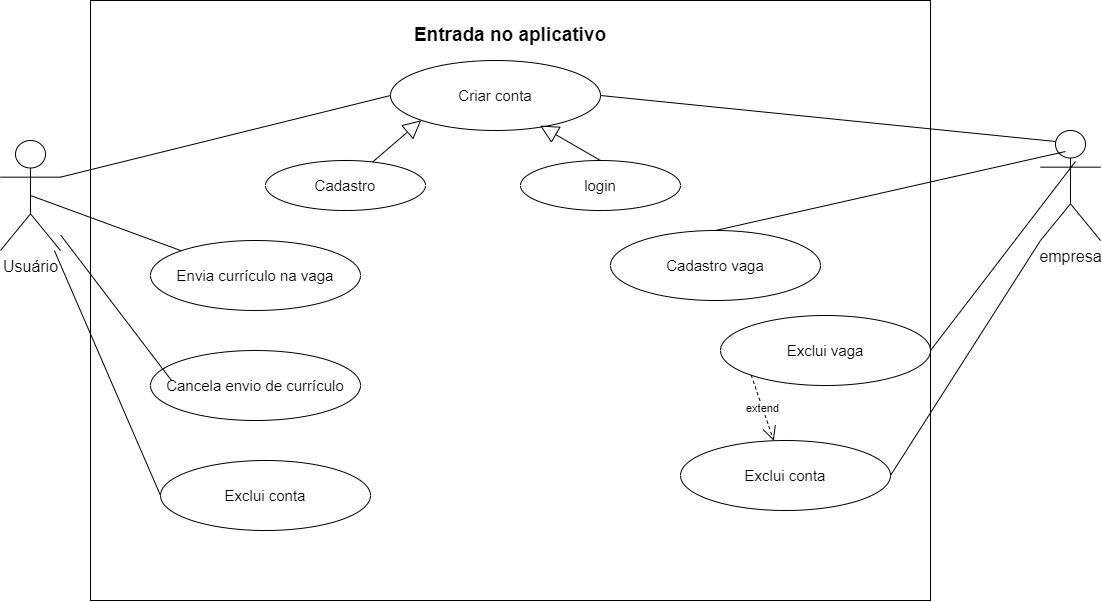 Entrada no aplicativo
Criar conta
Cadastro
login
Usuário
Envia currículo na vaga
Cadastro vaga
empresa
Exclui vaga
Cancela envio de currículo
extend
Exclui conta
Exclui conta